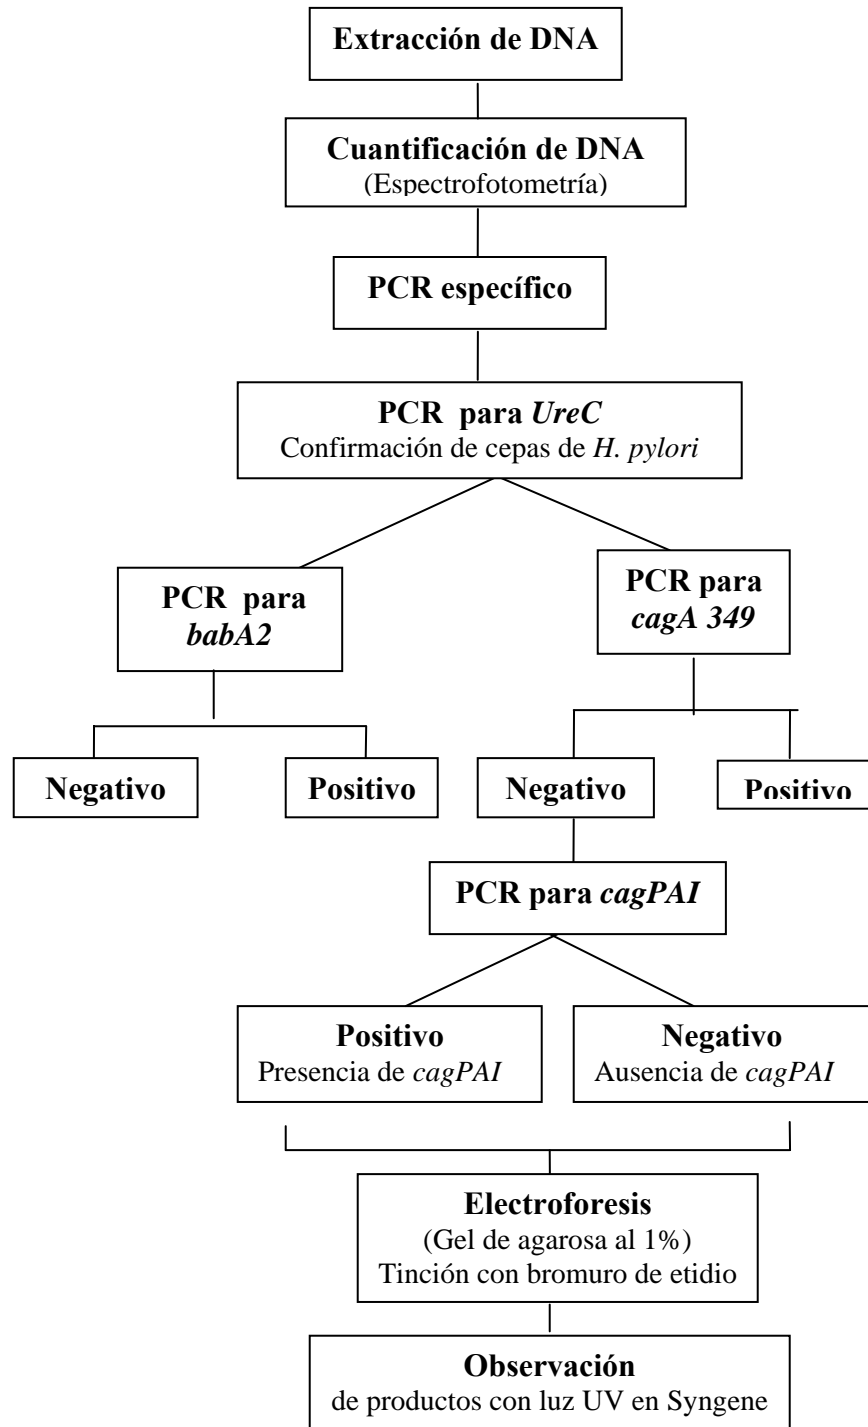 Extracción de DNA
Cuantificación de DNA
(Espectrofotometría)
PCR específico
PCR para UreC
Confirmación de cepas de H. pylori
PCR para
babA2
PCR para
cagA 349
Negativo
Positivo
Negativo
Positivo
PCR para cagPAI
Positivo
Presencia de cagPAI
Negativo
Ausencia de cagPAI
Electroforesis
(Gel de agarosa al 1%)
Tinción con bromuro de etidio
Observación
de productos con luz UV en Syngene